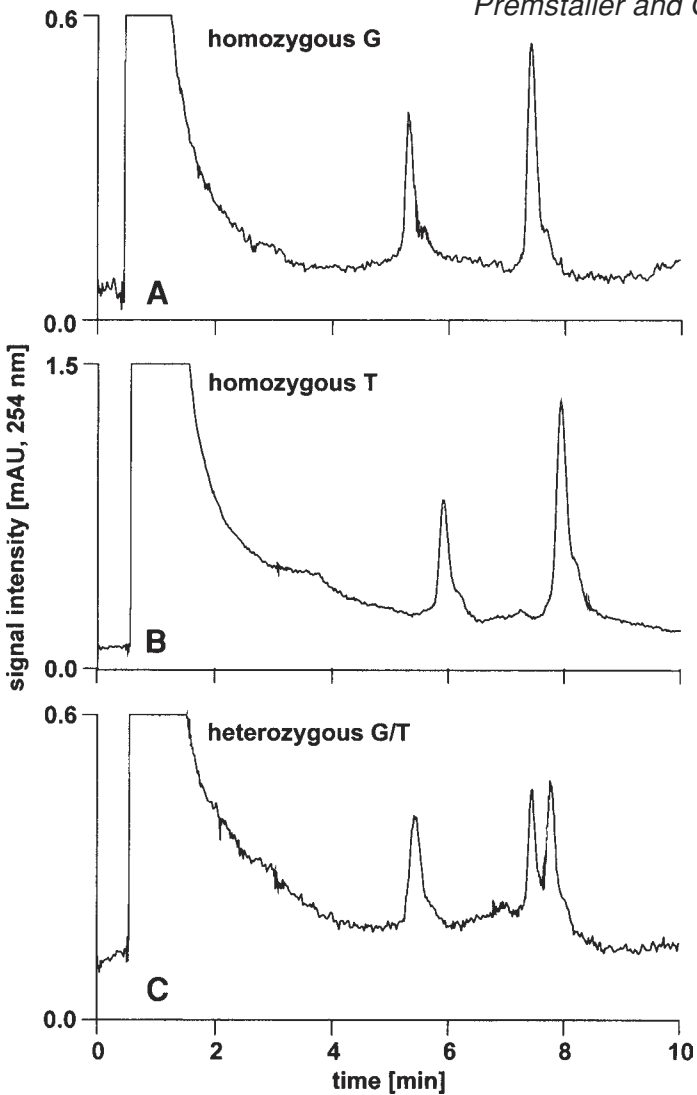 Premstaller and
0.6
homozygous G
A
0.0
1.5
homozygous T
signal intensity [mAU, 254 nm]
B
0.0
0.6
heterozygous G/T
C
0.0
0 2 4 6 8 10
time [min]